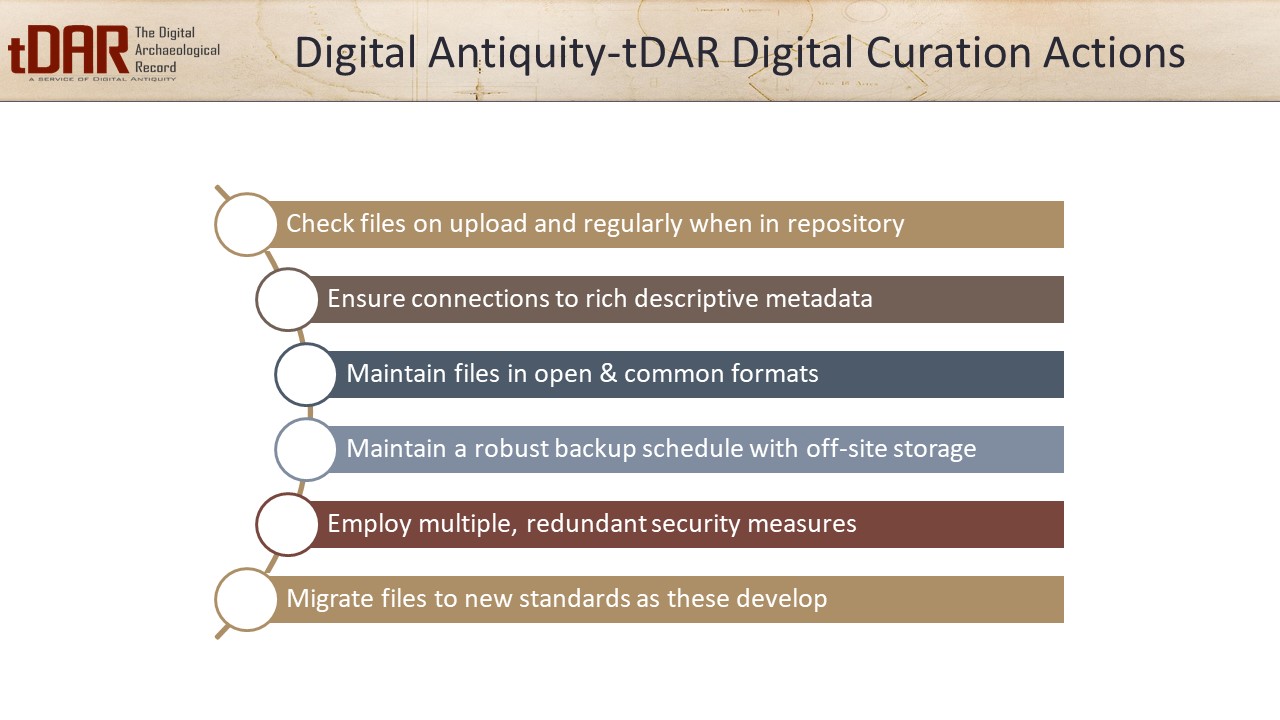 tDAR
The Digital
Archaeological
Record
A SERVICE OF DIGITAL ANTIQUITY
Digital Antiquity-tDAR Digital Curation Actions
Check files on upload and regularly when in repository
Ensure connections to rich descriptive metadata
Maintain files in open & common formats
Maintain a robust backup schedule with off-site storage
Employ multiple, redundant security measures
Migrate files to new standards as these develop